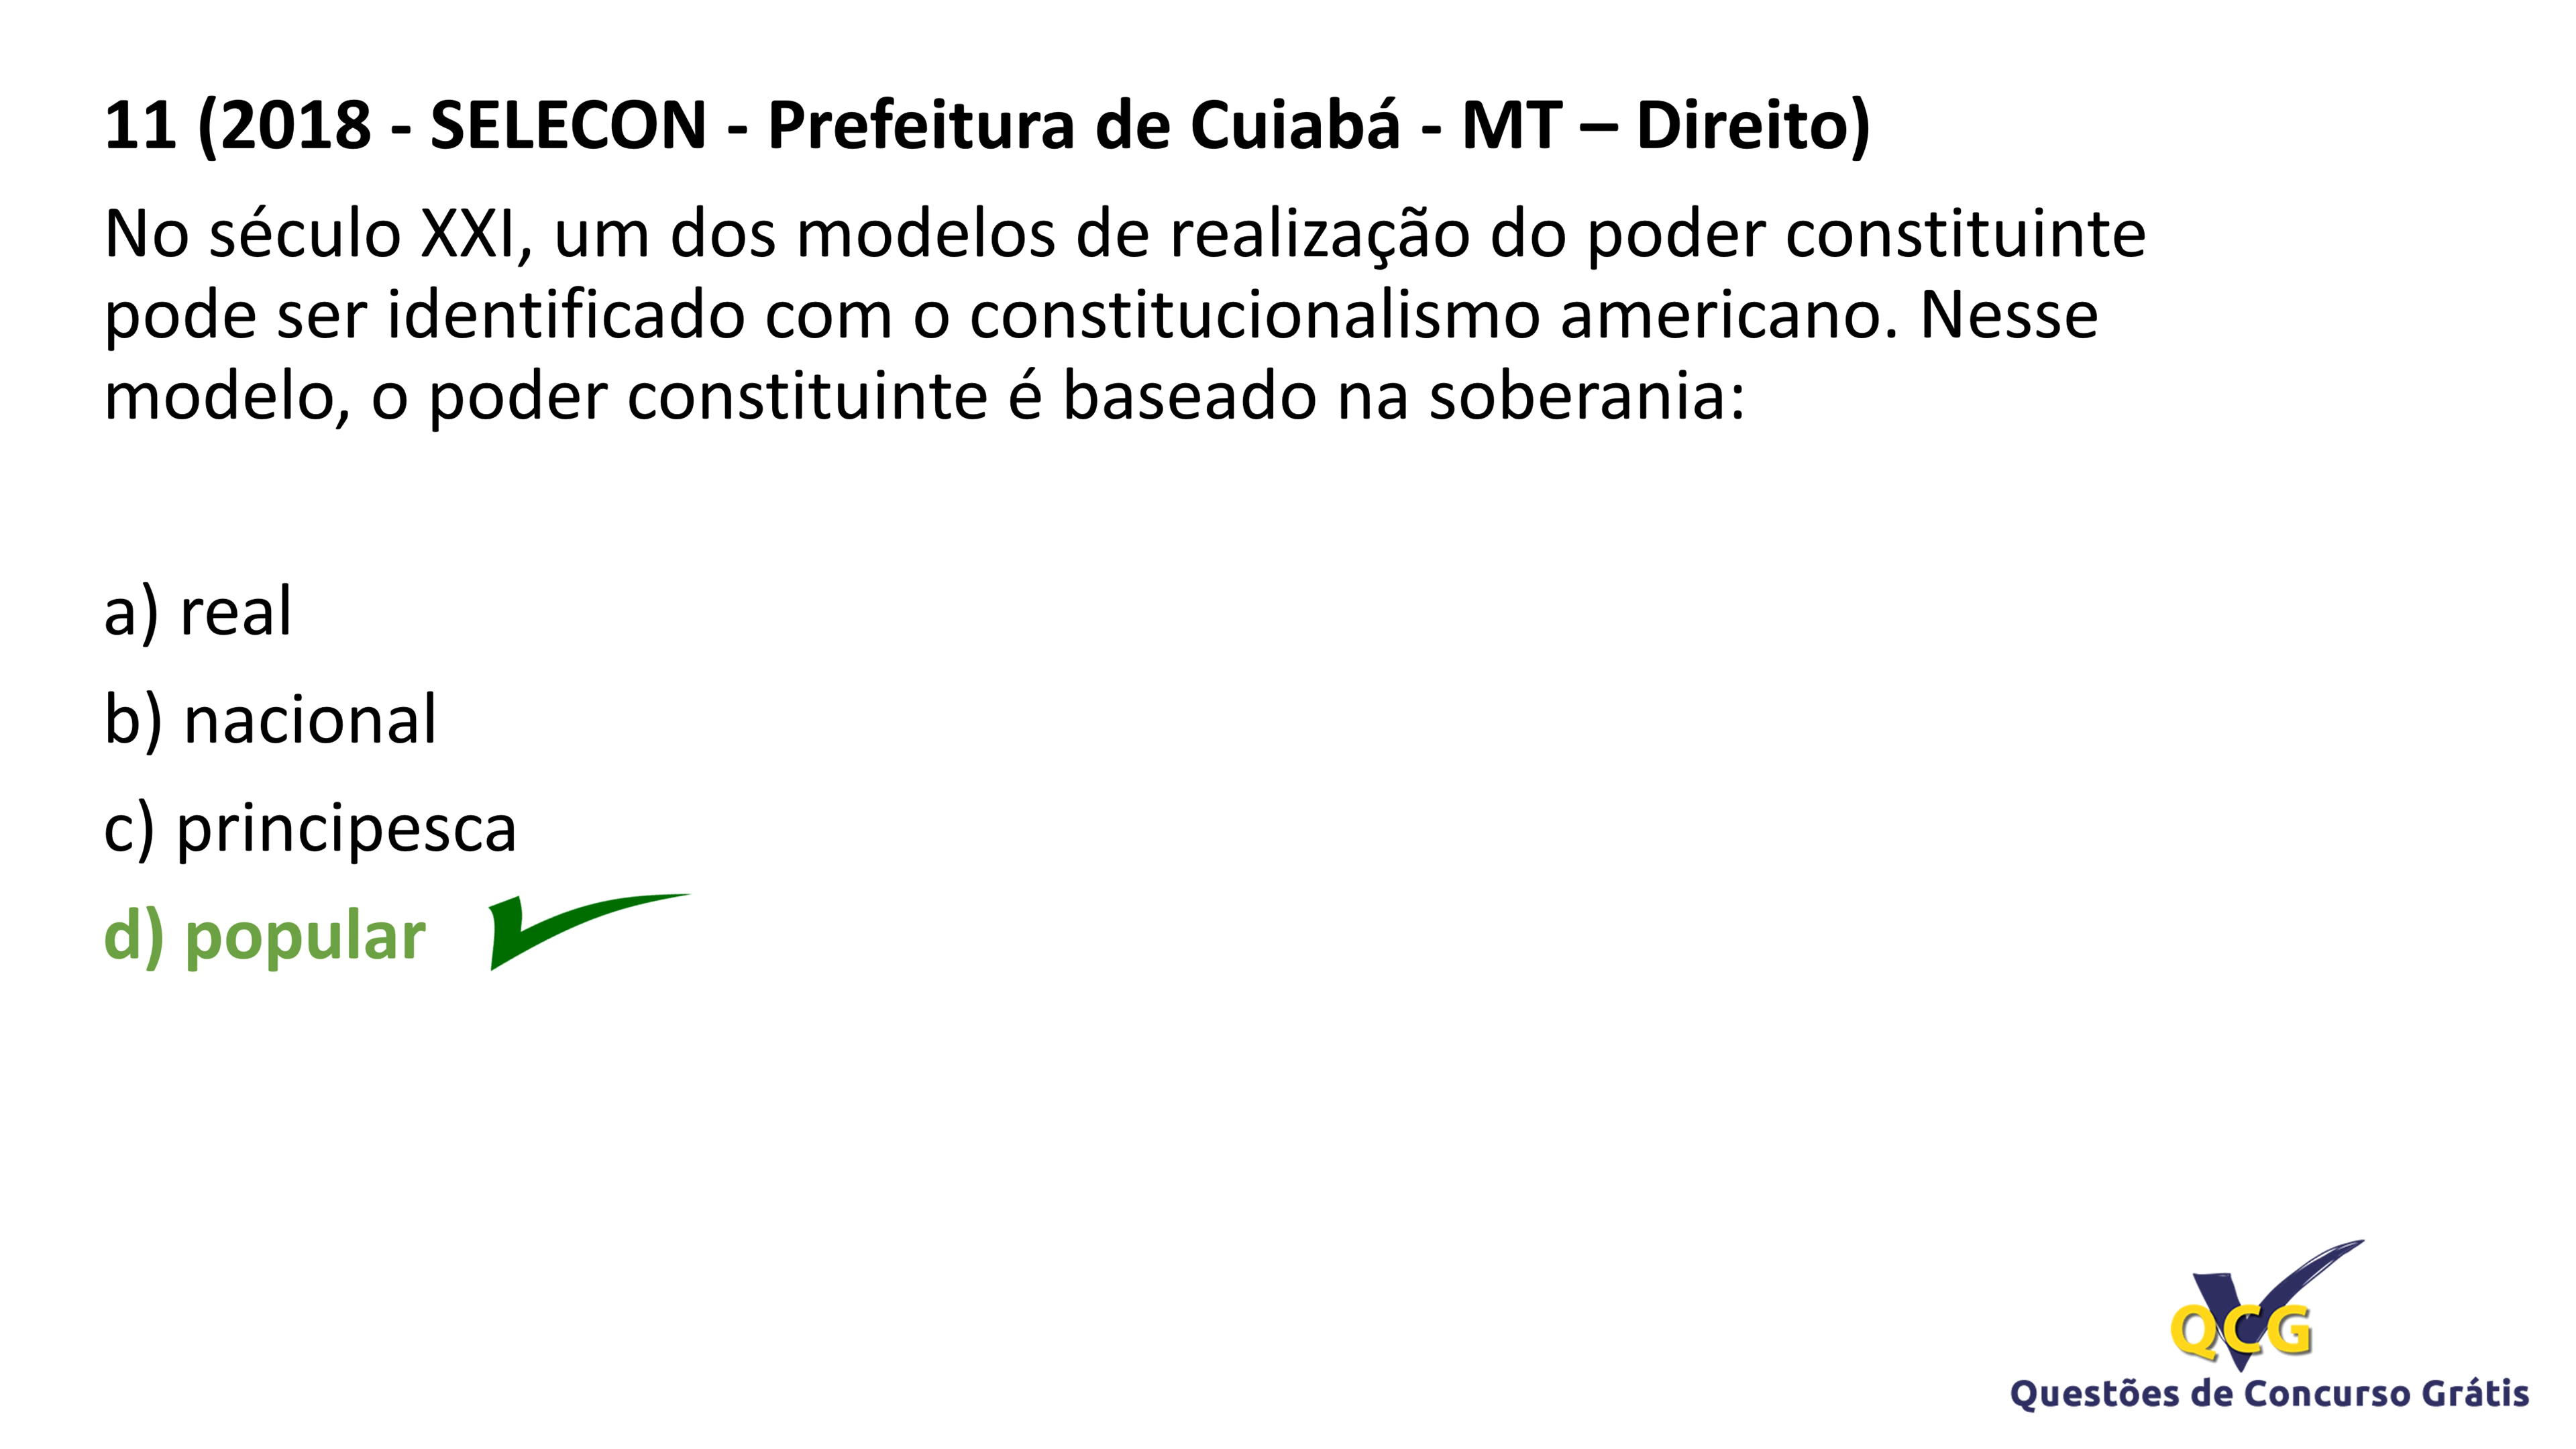 11 (2018 - SELECON - Prefeitura de Cuiabá - MT – Direito)
No século XXI, um dos modelos de realização do poder constituinte
pode ser identificado com o constitucionalismo americano. Nesse
modelo, o poder constituinte é baseado na soberania:
a) real
b) nacional
c) principesca
d) popular
QCG
Questões de Concurso Grátis